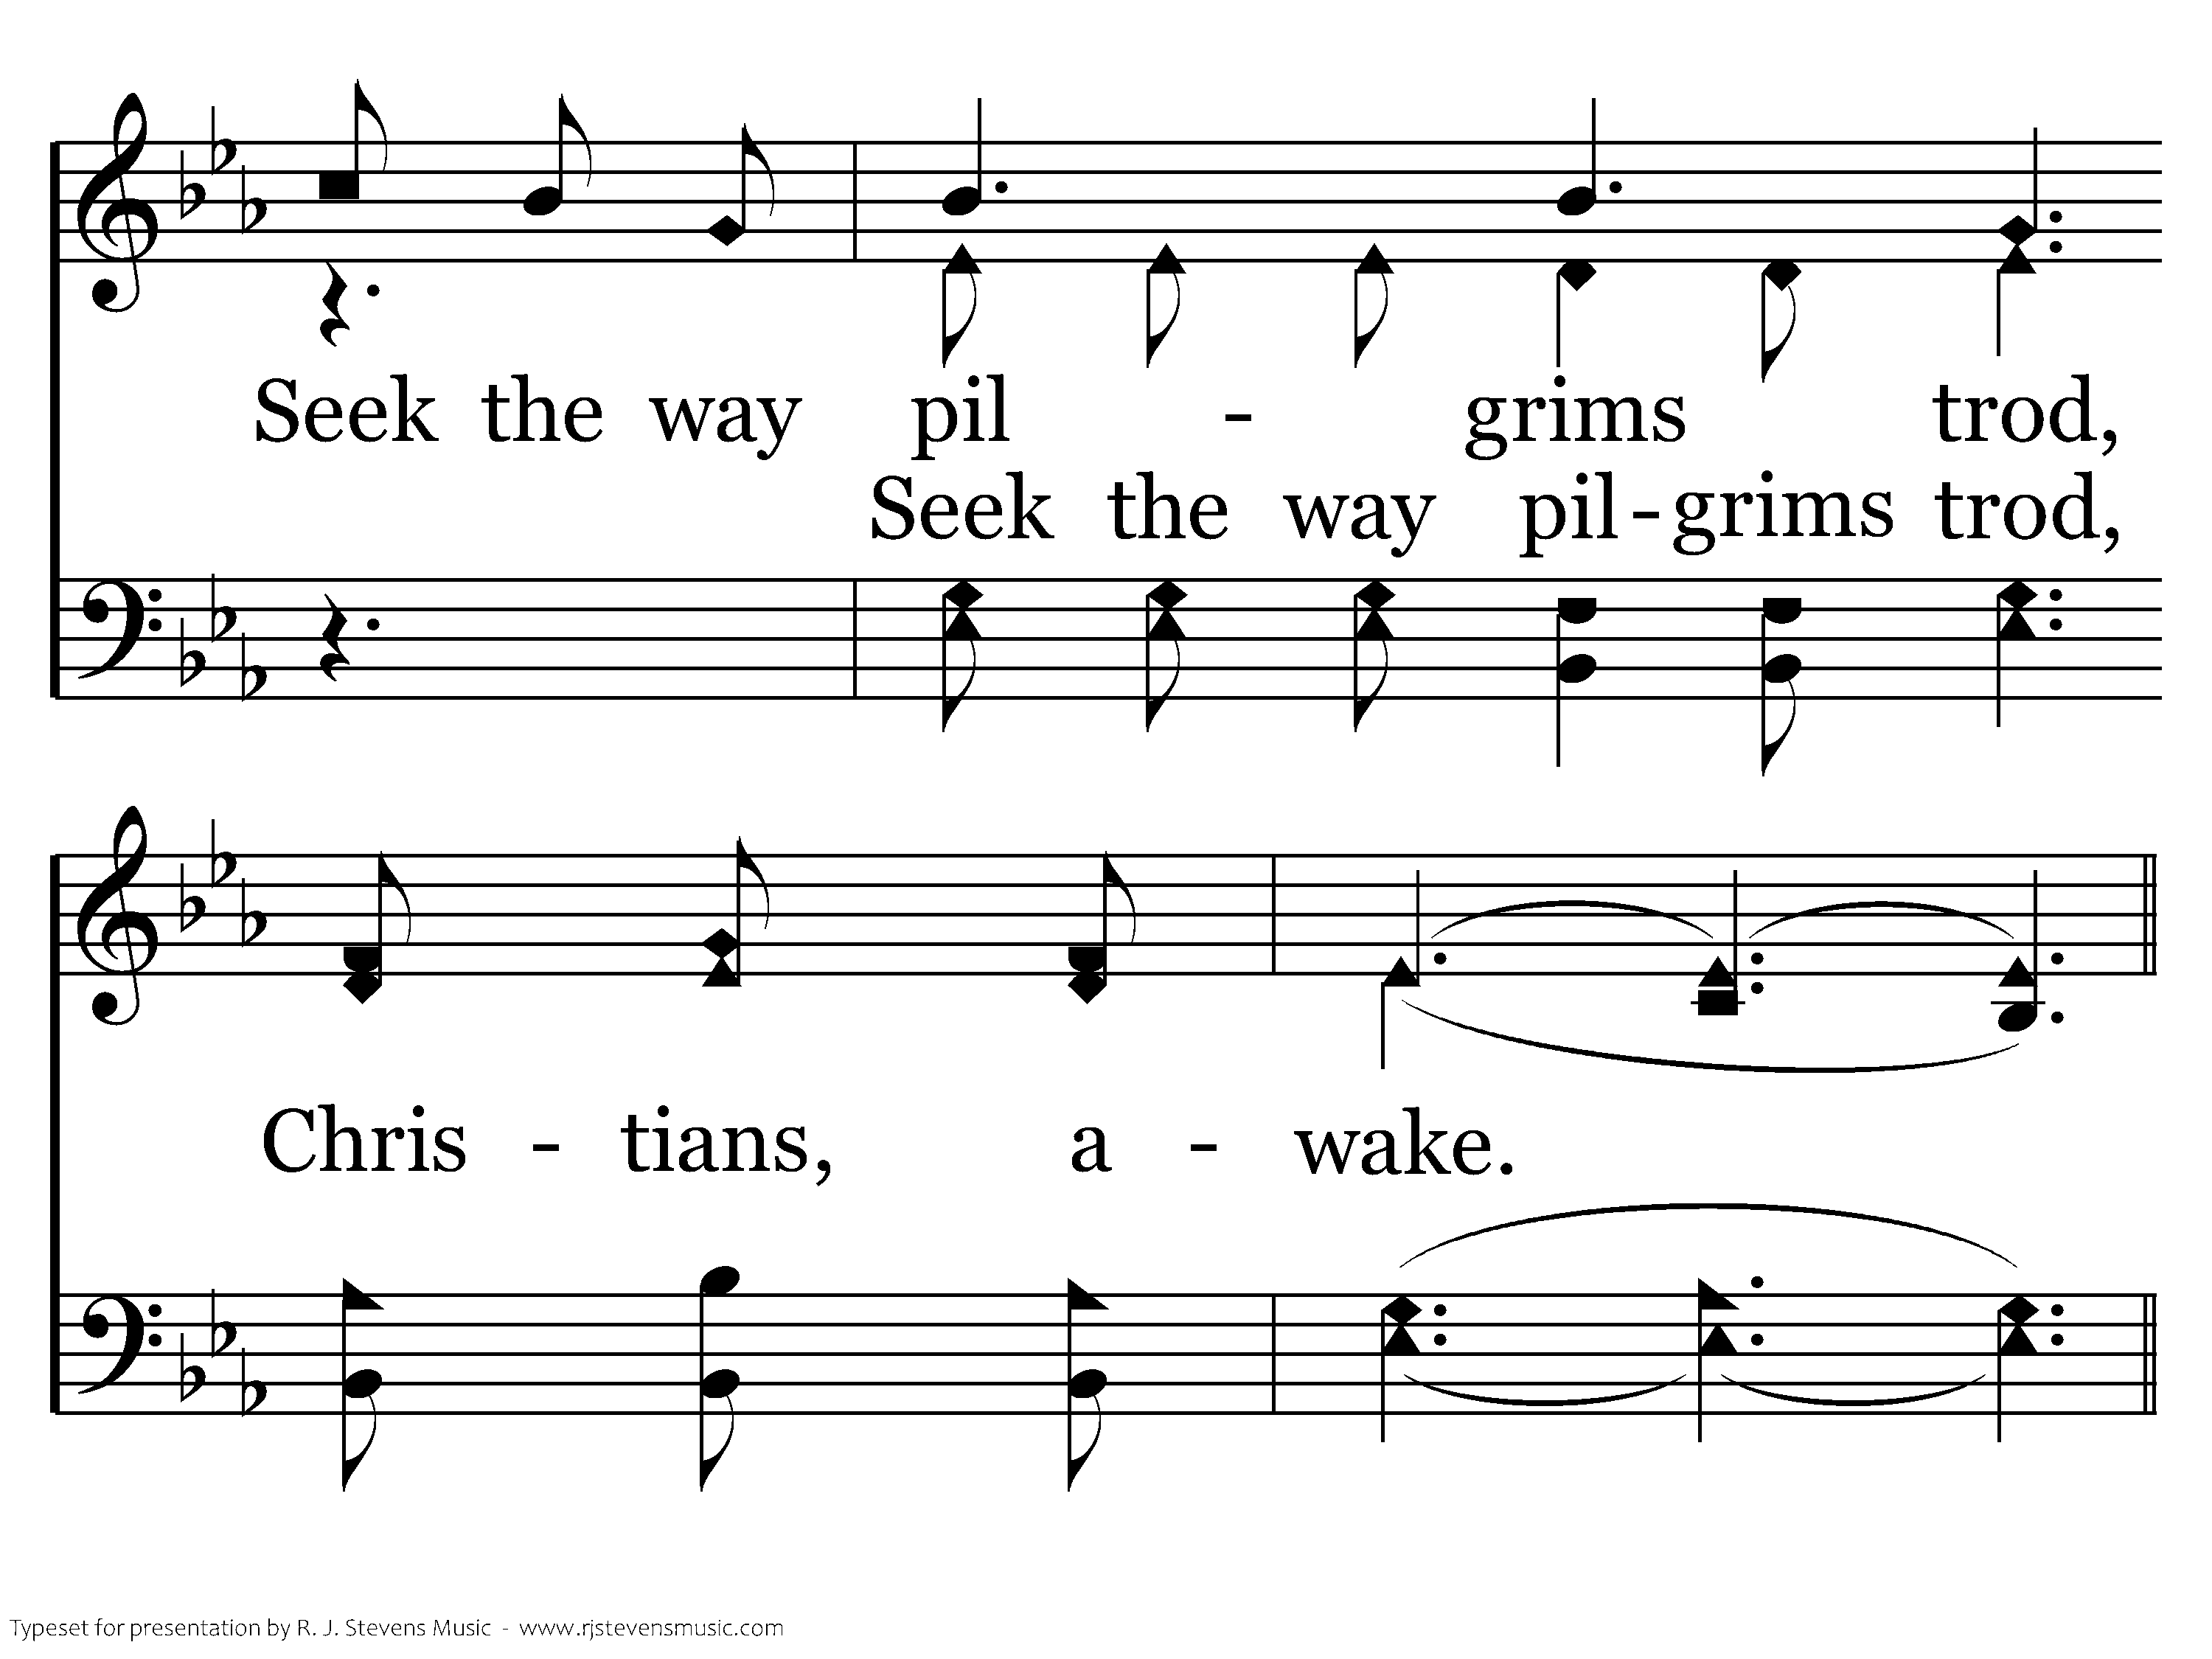 Seek the way pil - grims trod,
Seek the way pil - grims trod,
Chris - tians, a - wake.
Typeset for presentation by R. J. Stevens Music - www.rjstevensmusic.com